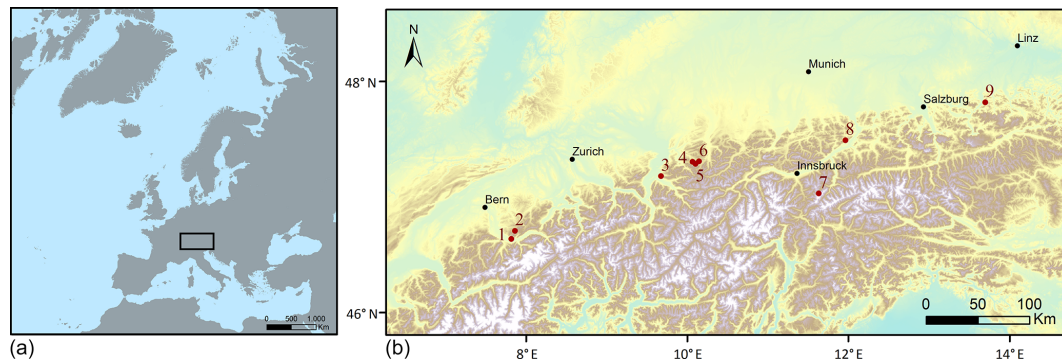 0 500 1.000
Km
(a)
N
48° N
46° N
Linz
Munich
9
Salzburg
8
Zurich
4 6
3
5
Innsbruck
7
Bern
2
1
0 50 100
Km
(b)
8°E
10°E
12°E
14°E